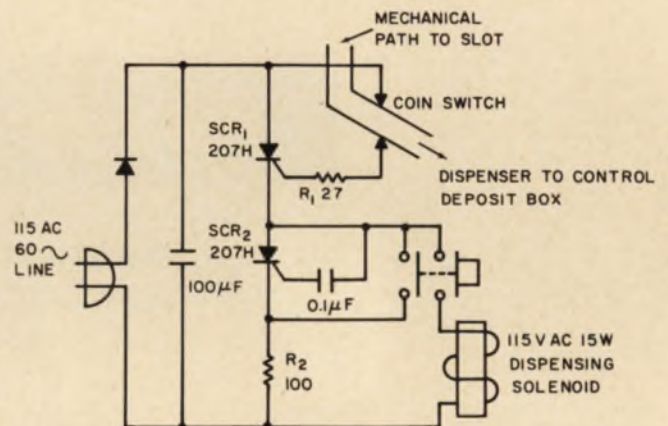 MECHANICAL
PATH TO SLOT
COIN SWITCH
SCR₁
207H
R₁ 27
DISPENSER TO CONTROL
DEPOSIT BOX
115 AC
60 ~
LINE
SCR₂
207H
100µF
0.1µF
R₂
100
115V AC 15W
DISPENSING
SOLENOID